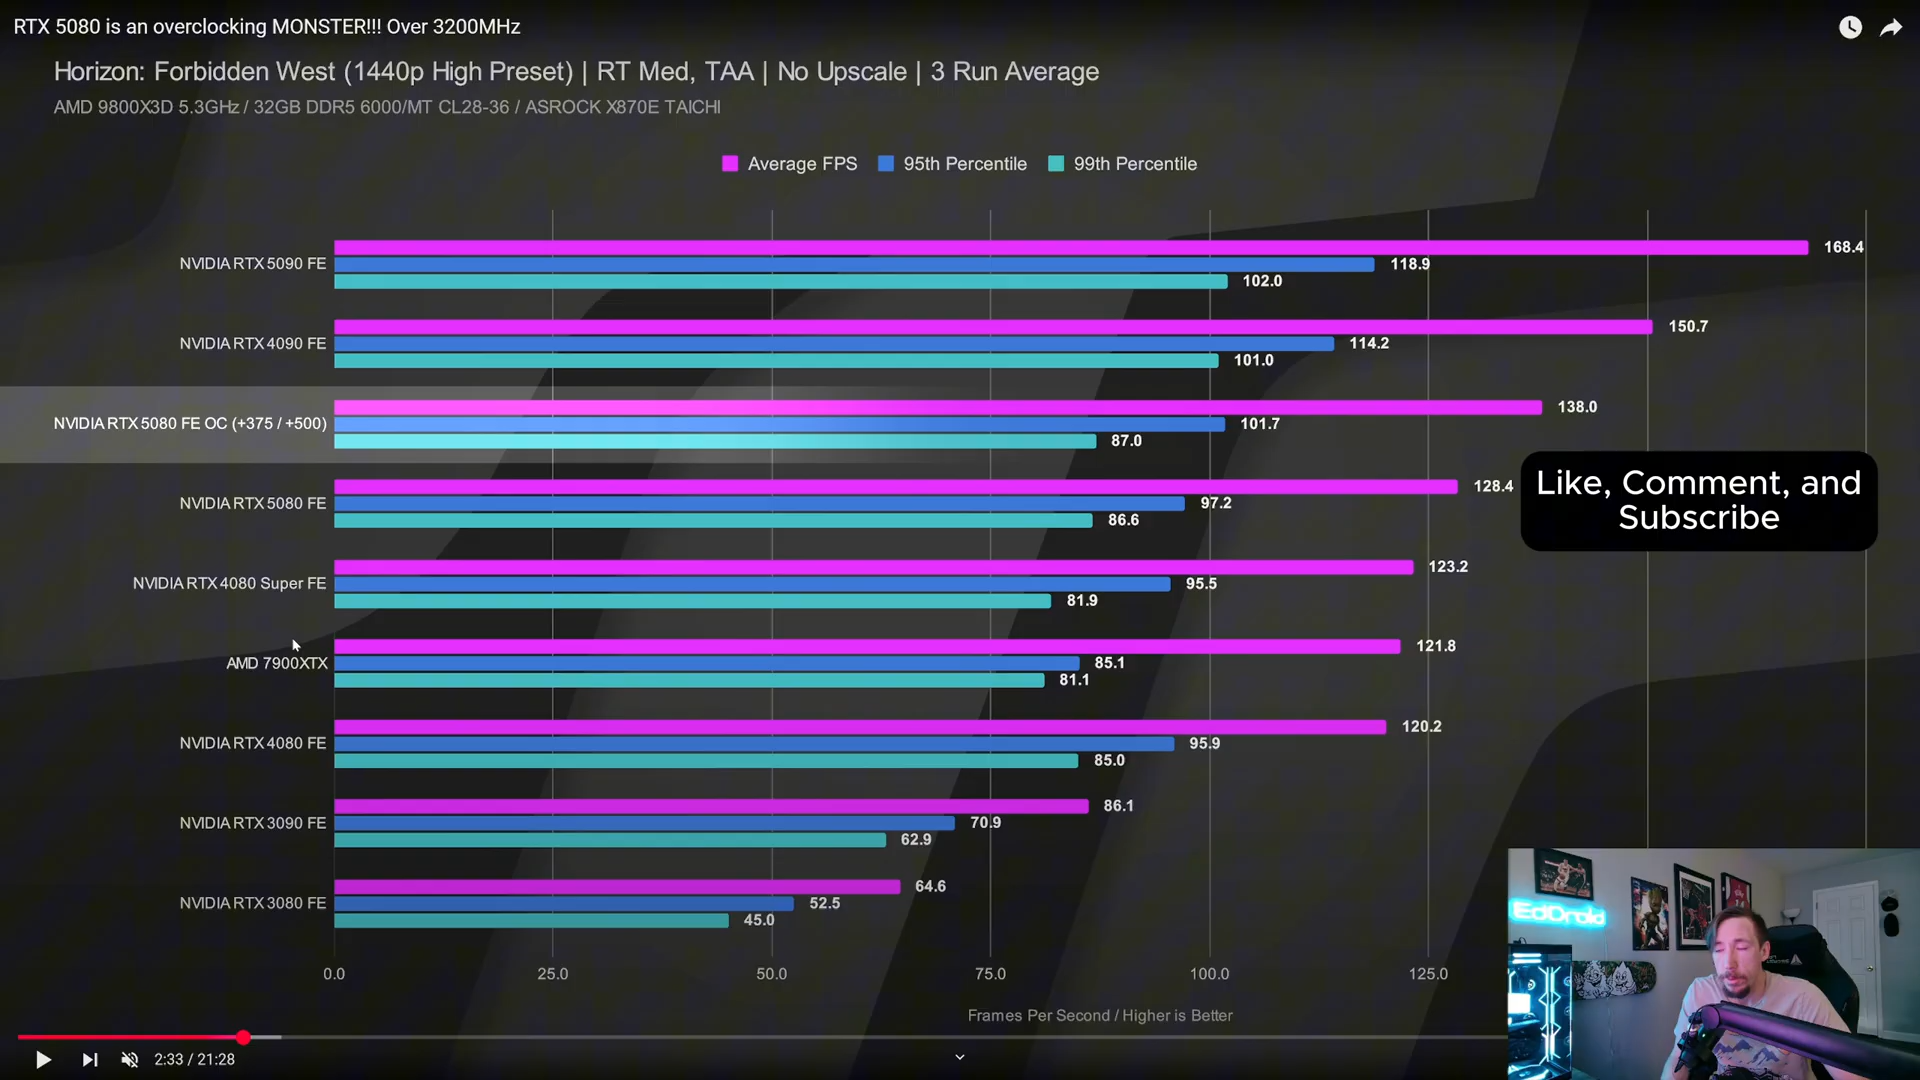 RTX 5080 is an overclocking MONSTER!!! Over 3200MHz
Horizon: Forbidden West (1440p High Preset) | RT Med, TAA | No Upscale | 3 Run Average
AMD 9800X3D 5.3GHz / 32GB DDR5 6000/MT CL28-36 / ASROCK X870E TAICHI
Average FPS 95th Percentile 99th Percentile
168.4
NVIDIA RTX 5090 FE 118.9
102.0
150.7
NVIDIA RTX 4090 FE 114.2
101.0
138.0
NVIDIA RTX 5080 FE OC (+375 / +500) 101.7
87.0
128.4
NVIDIA RTX 5080 FE 97.2
86.6
Like, Comment, and
Subscribe
123.2
NVIDIA RTX 4080 Super FE 95.5
81.9
121.8
AMD 7900XTX 85.1
81.1
120.2
NVIDIA RTX 4080 FE 95.9
85.0
86.1
NVIDIA RTX 3090 FE 70.9
62.9
64.6
NVIDIA RTX 3080 FE 52.5
45.0
0.0 25.0 50.0 75.0 100.0 125.0
Frames Per Second / Higher is Better
EdDroid
2:33 / 21:28